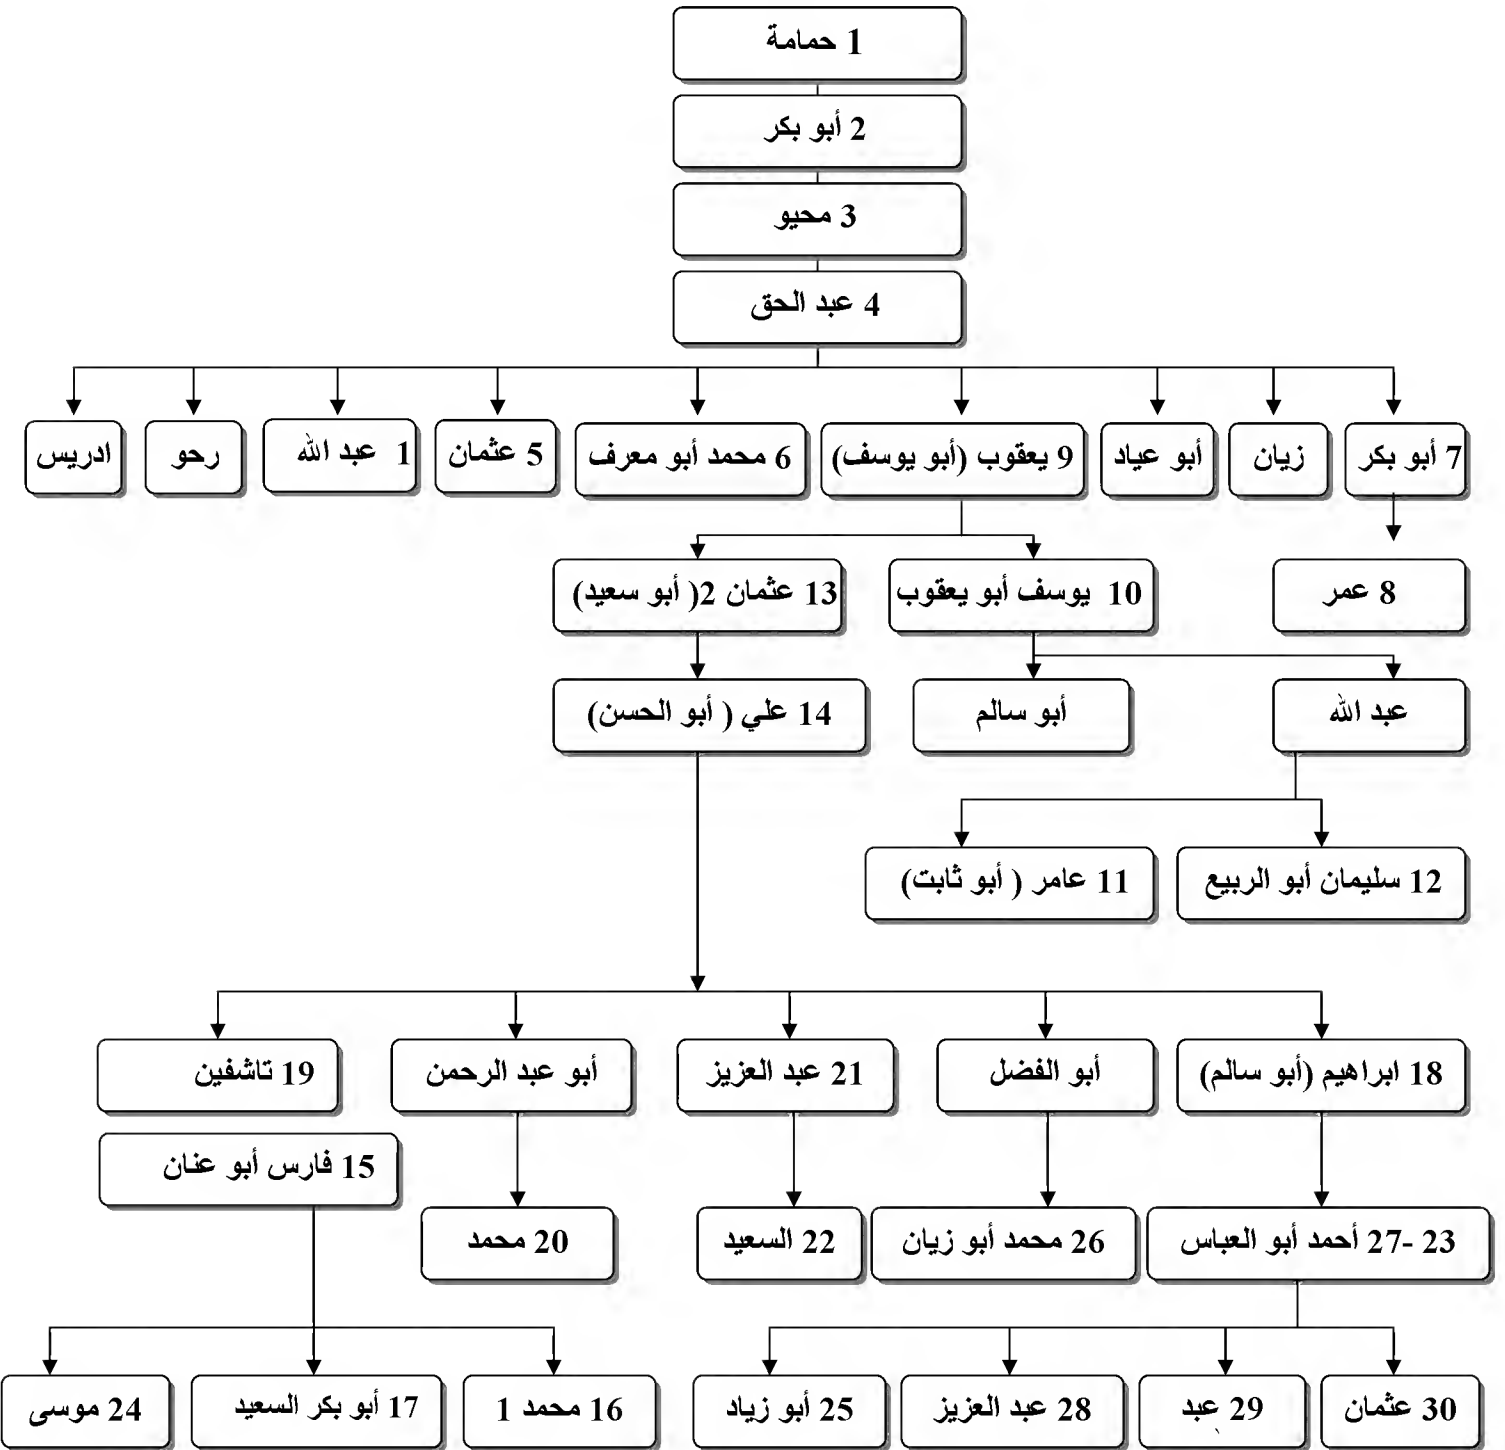 1 حمامة
2 أبو بكر
3 محيو
4 عبد الحق
7 أبو بكر
زيان
أبو عياد
9 يعقوب (أبو يوسف)
6 محمد أبو معرف
5 عثمان
1 عبد الله
رحو
ادريس
8 عمر
10 يوسف أبو يعقوب
13 عثمان 2( أبو سعيد)
عبد الله
أبو سالم
14 علي ( أبو الحسن)
12 سليمان أبو الربيع
11 عامر ( أبو ثابت)
18 ابراهيم (أبو سالم)
أبو الفضل
21 عبد العزيز
أبو عبد الرحمن
19 تاشفين
15 فارس أبو عنان
23 -27 أحمد أبو العباس
26 محمد أبو زيان
22 السعيد
20 محمد
30 عثمان
29 عبد
28 عبد العزيز
25 أبو زياد
16 محمد 1
17 أبو بكر السعيد
24 موسى